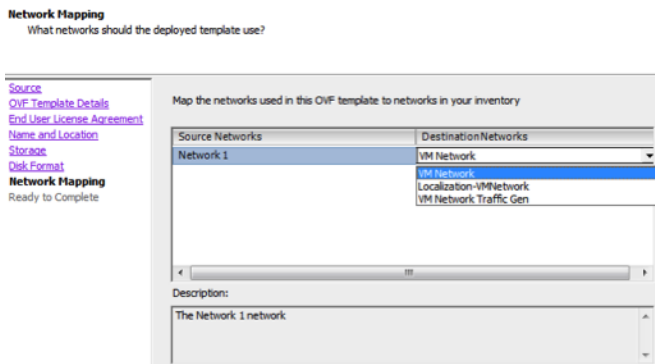 Network Mapping
What networks should the deployed template use?
Source
OVF Template Details
End User License Agreement
Name and Location
Storage
Disk Format
Network Mapping
Ready to Complete
Map the networks used in this OVF template to networks in your inventory
Source Networks DestinationNetworks
Network 1 VM Network
VM Network
Localization-VMNetwork
VM Network Traffic Gen
Description:
The Network 1 network